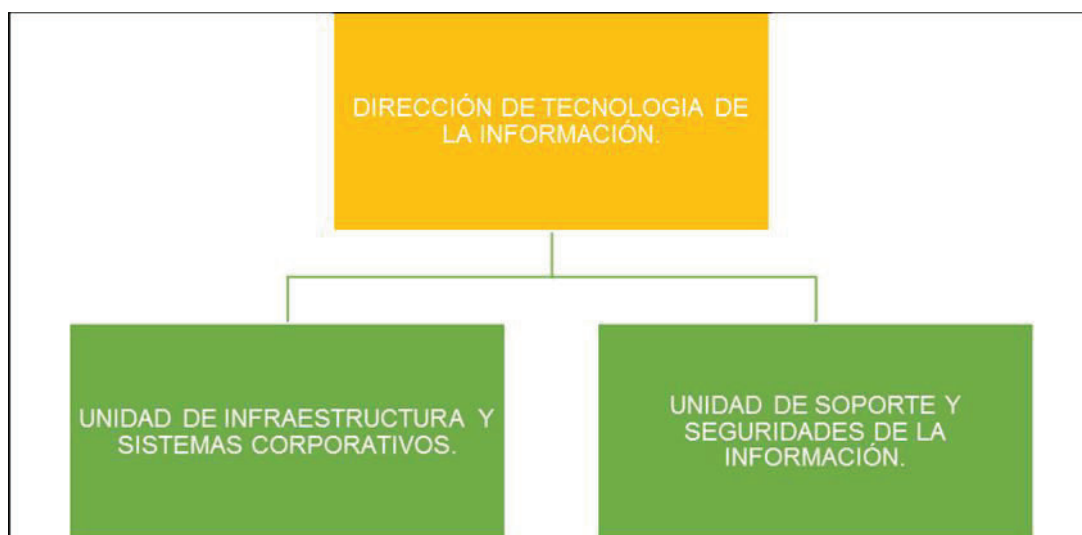 DIRECCIÓN DE TECNOLOGIA DE
LA INFORMACIÓN.
UNIDAD DE INFRAESTRUCTURA Y
SISTEMAS CORPORATIVOS.
UNIDAD DE SOPORTE Y
SEGURIDADES DE LA
INFORMACIÓN.